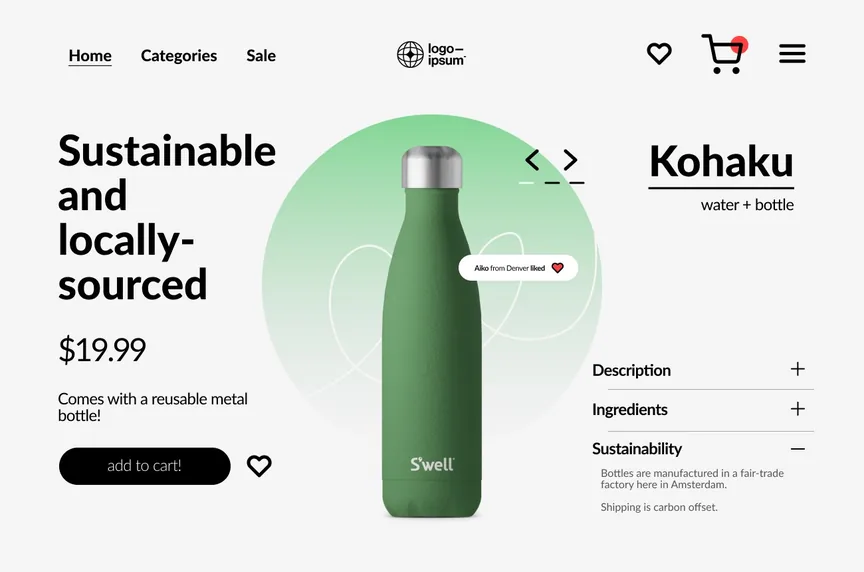 Home Categories Sale
logo—
ipsum
Sustainable
and
locally-
sourced
$19.99
Comes with a reusable metal
bottle!
add to cart!
Aiko from Denver liked
S'well
Kohaku
water + bottle
Description
Ingredients
Sustainability
Bottles are manufactured in a fair-trade
factory here in Amsterdam.
Shipping is carbon offset.